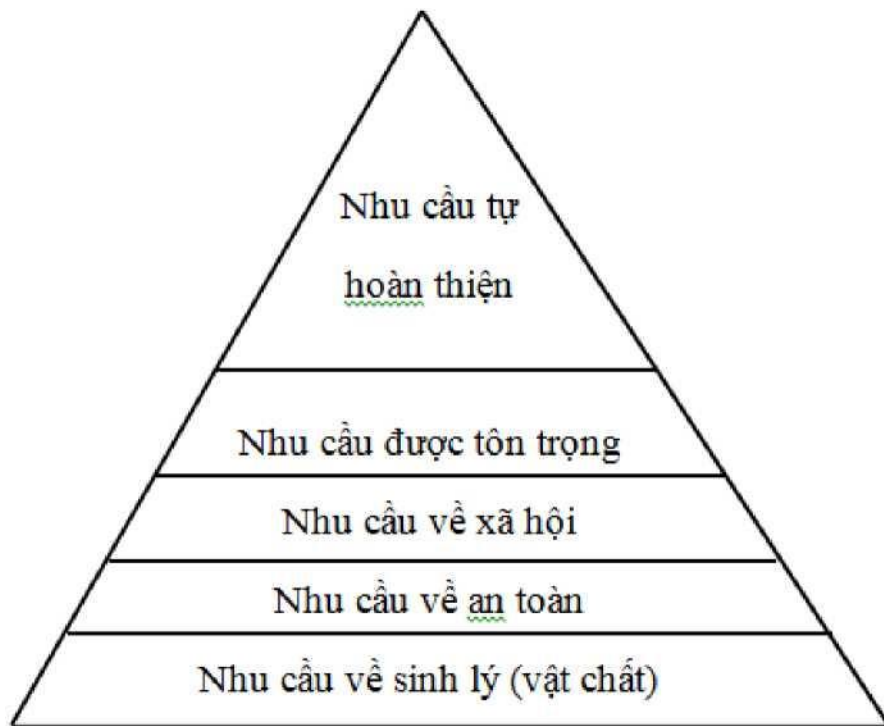 Nhu cầu tự
hoàn thiện
Nhu cầu được tôn trọng
Nhu cầu về xã hội
Nhu cầu về an toàn
Nhu cầu về sinh lý (vật chất)